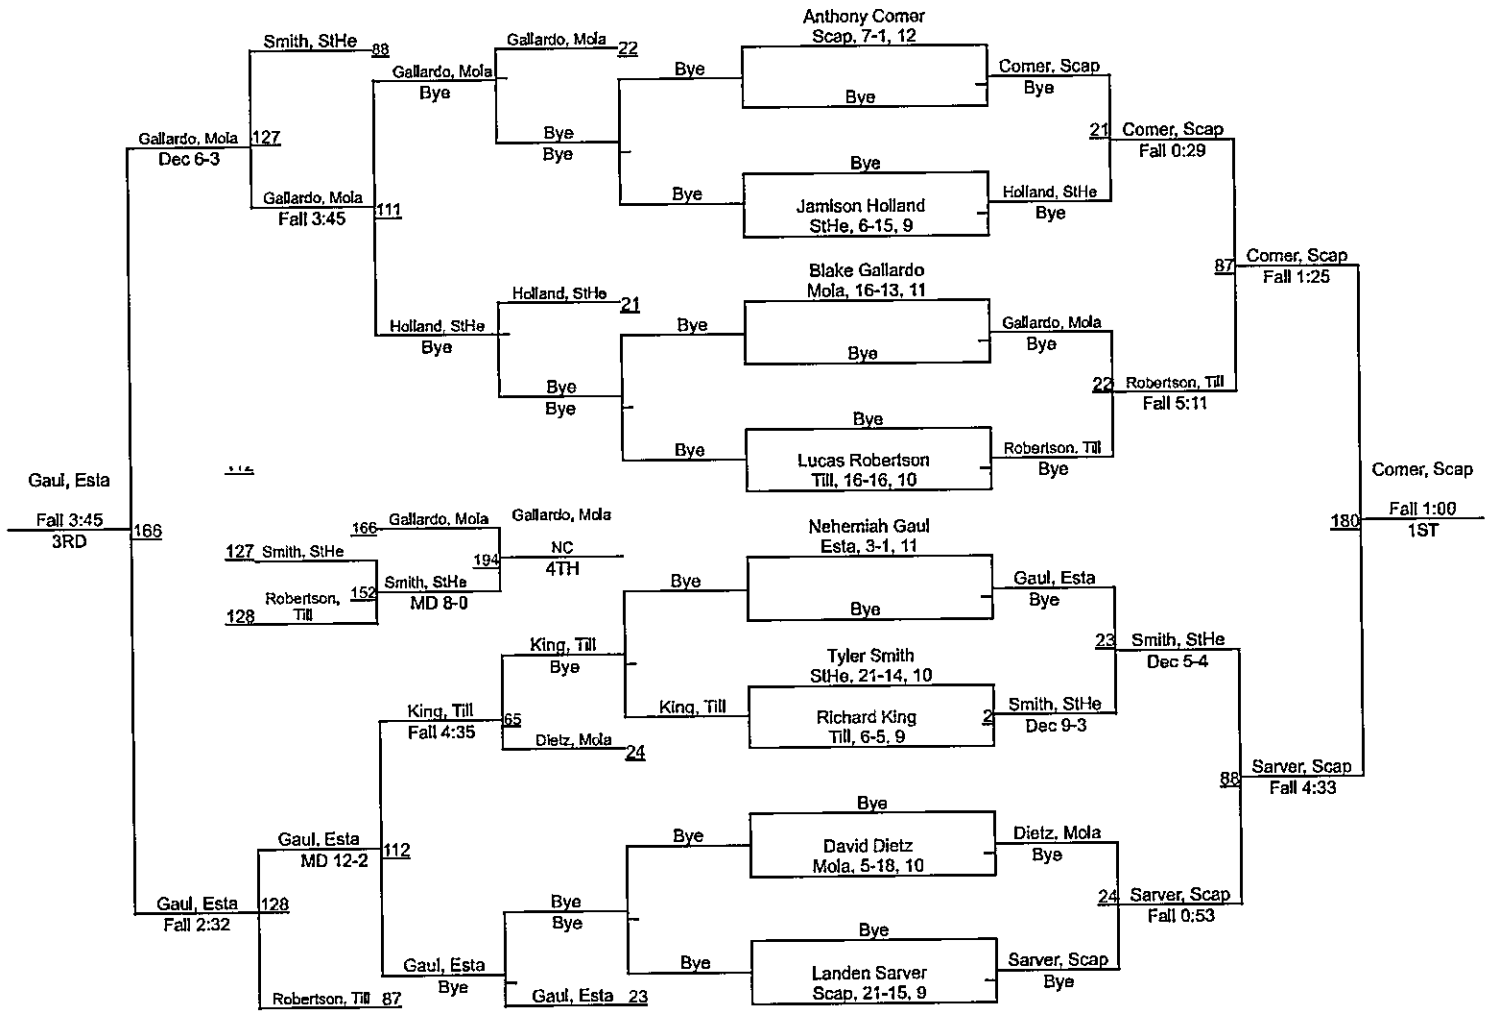 Anthony Comer
Scap, 7-1, 12
Smith, StHe
88
Gallardo, Mola
22
Gallardo, Mola
Bye
Bye
Bye
Comer, Scap
Bye
Gallardo, Mola
Dec 6-3
127
Bye
Bye
21
Comer, Scap
Fall 0:29
Gallardo, Mola
Fall 3:45
111
Bye
Bye
Jamison Holland
StHe, 6-15, 9
Holland, StHe
Bye
87
Comer, Scap
Fall 1:25
Blake Gallardo
Mola, 16-13, 11
Holland, StHe
21
Holland, StHe
Bye
Bye
Bye
Gallardo, Mola
Bye
Bye
Bye
22
Robertson, Till
Fall 5:11
Bye
Bye
Lucas Robertson
Till, 16-16, 10
Robertson, Till
Bye
Gaul, Esta
Fall 3:45
3RD
166
Comer, Scap
Fall 1:00
1ST
180
166
Gallardo, Mola
Gallardo, Mola
NC
4TH
194
127
Smith, StHe
128
Robertson,
Till
152
Smith, StHe
MD 8-0
Nehemiah Gaul
Esta, 3-1, 11
Bye
Bye
Gaul, Esta
Bye
King, Till
Bye
23
Smith, StHe
Dec 5-4
Tyler Smith
StHe, 21-14, 10
King, Till
Fall 4:35
65
King, Till
Richard King
Till, 6-5, 9
2
Smith, StHe
Dec 9-3
Dietz, Mola
24
88
Sarver, Scap
Fall 4:33
Bye
Bye
David Dietz
Mola, 5-18, 10
Dietz, Mola
Bye
Gaul, Esta
MD 12-2
112
Gaul, Esta
Fall 2:32
128
Bye
Bye
24
Sarver, Scap
Fall 0:53
Bye
Gaul, Esta
Bye
Bye
Landen Sarver
Scap, 21-15, 9
Sarver, Scap
Bye
Robertson, Till
87
Gaul, Esta
23